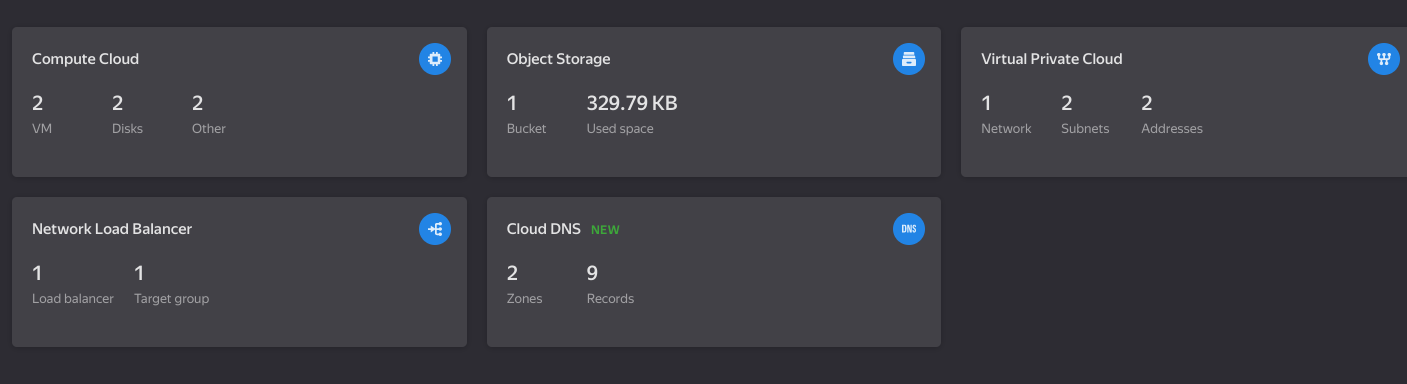 Compute Cloud
2 2 2
VM Disks Other
Object Storage
1 329.79 KB
Bucket Used space
Virtual Private Cloud
1 2 2
Network Subnets Addresses
Network Load Balancer
1 1
Load balancer Target group
Cloud DNS NEW
DNS
2 9
Zones Records